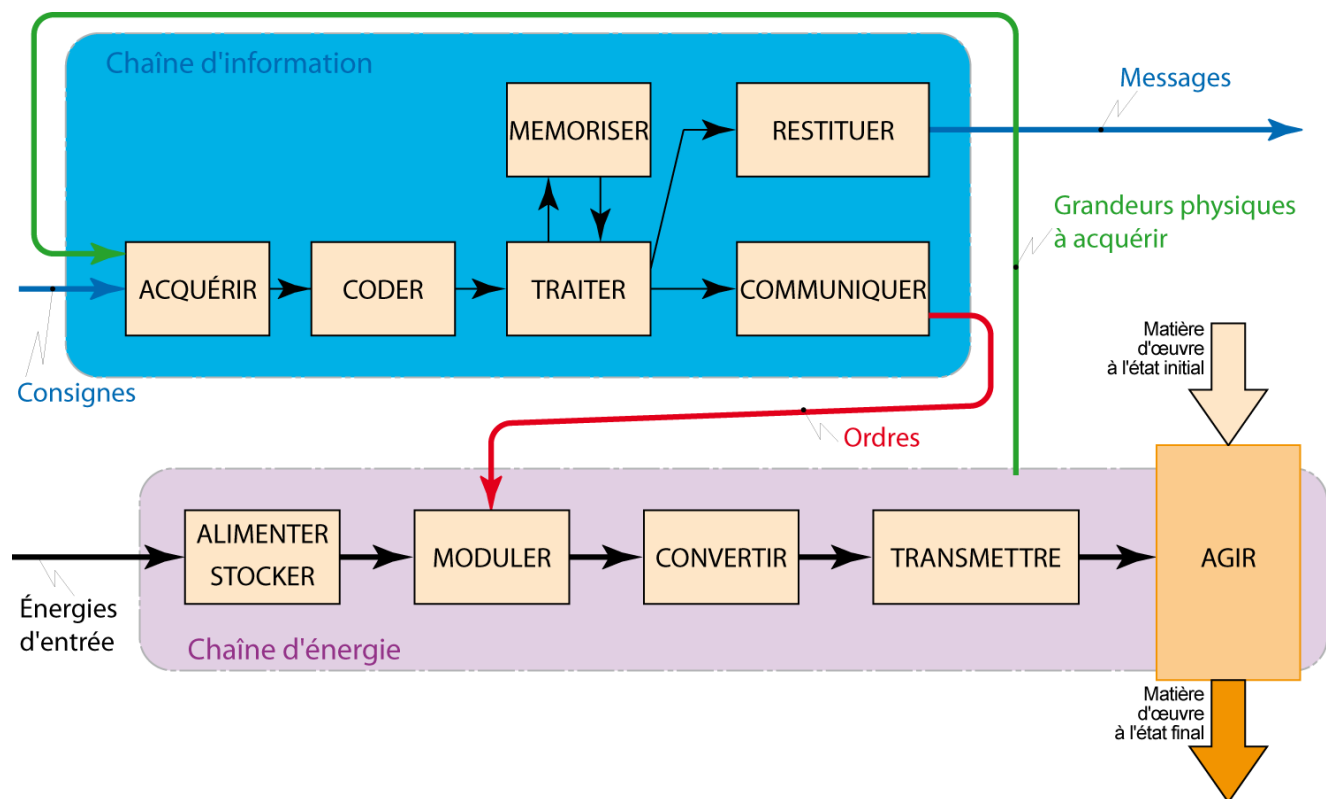 Chaîne d'information
Messages
MEMORISER
RESTITUER
Grandeurs physiques
à acquérir
ACQUÉRIR
CODER
TRAITER
COMMUNIQUER
Consignes
Matière
d'œuvre
à l'état initial
Ordres
ALIMENTER
STOCKER
MODULER
CONVERTIR
TRANSMETTRE
AGIR
Énergies
d'entrée
Chaîne d'énergie
Matière
d'œuvre
à l'état final